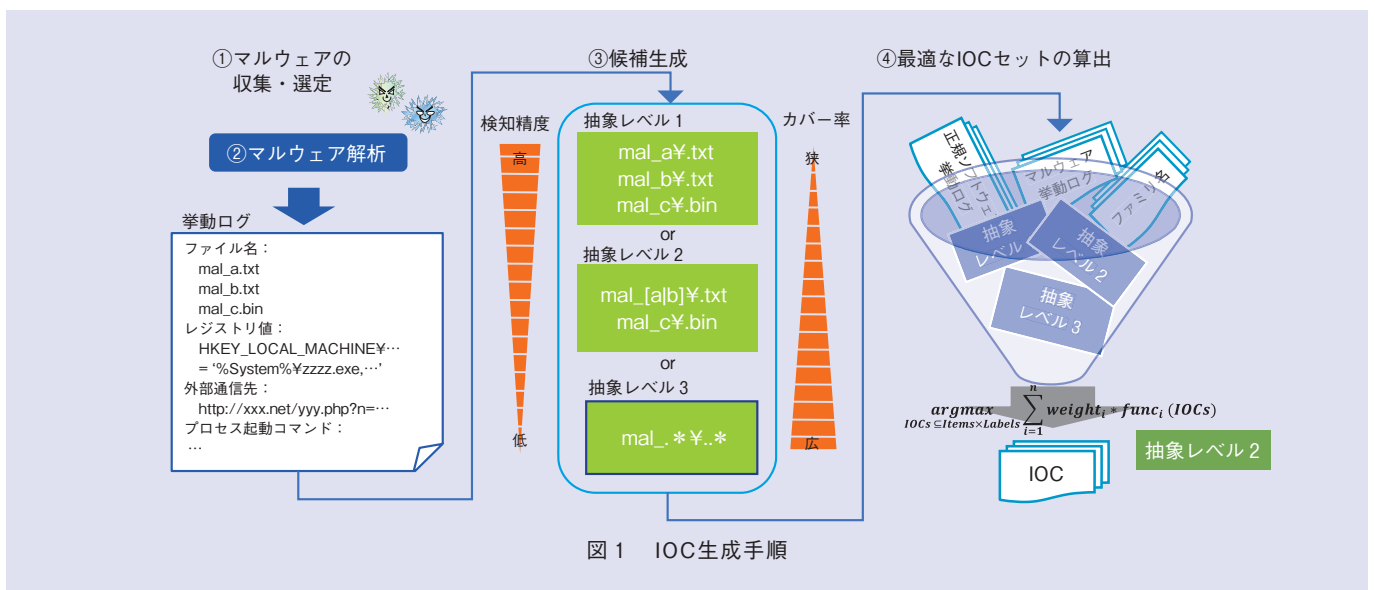 ①マルウェアの
収集・選定
②マルウェア解析
挙動ログ
ファイル名：
mal_a.txt
mal_b.txt
mal_c.bin
レジストリ値：
HKEY_LOCAL_MACHINE¥…
= ‘%System%¥zzzz.exe,…’
外部通信先：
http://xxx.net/yyy.php?n=…
プロセス起動コマンド：
…
③候補生成
検知精度
高
低
抽象レベル 1
mal_a¥.txt
mal_b¥.txt
mal_c¥.bin
or
抽象レベル 2
mal_[a|b]¥.txt
mal_c¥.bin
or
抽象レベル 3
mal_.＊¥..＊
カバー率
狭
広
④最適なIOCセットの算出
正規ソフトウェア
挙動ログ
マルウェア
挙動ログ
ファミリ名
抽象
レベル
抽象
レベル 2
抽象
レベル 3
argmax IOCs⊆Items×Labels ∑ n i=1 weight_i * func_i (IOCs)
IOC
抽象レベル 2
図 1　IOC生成手順